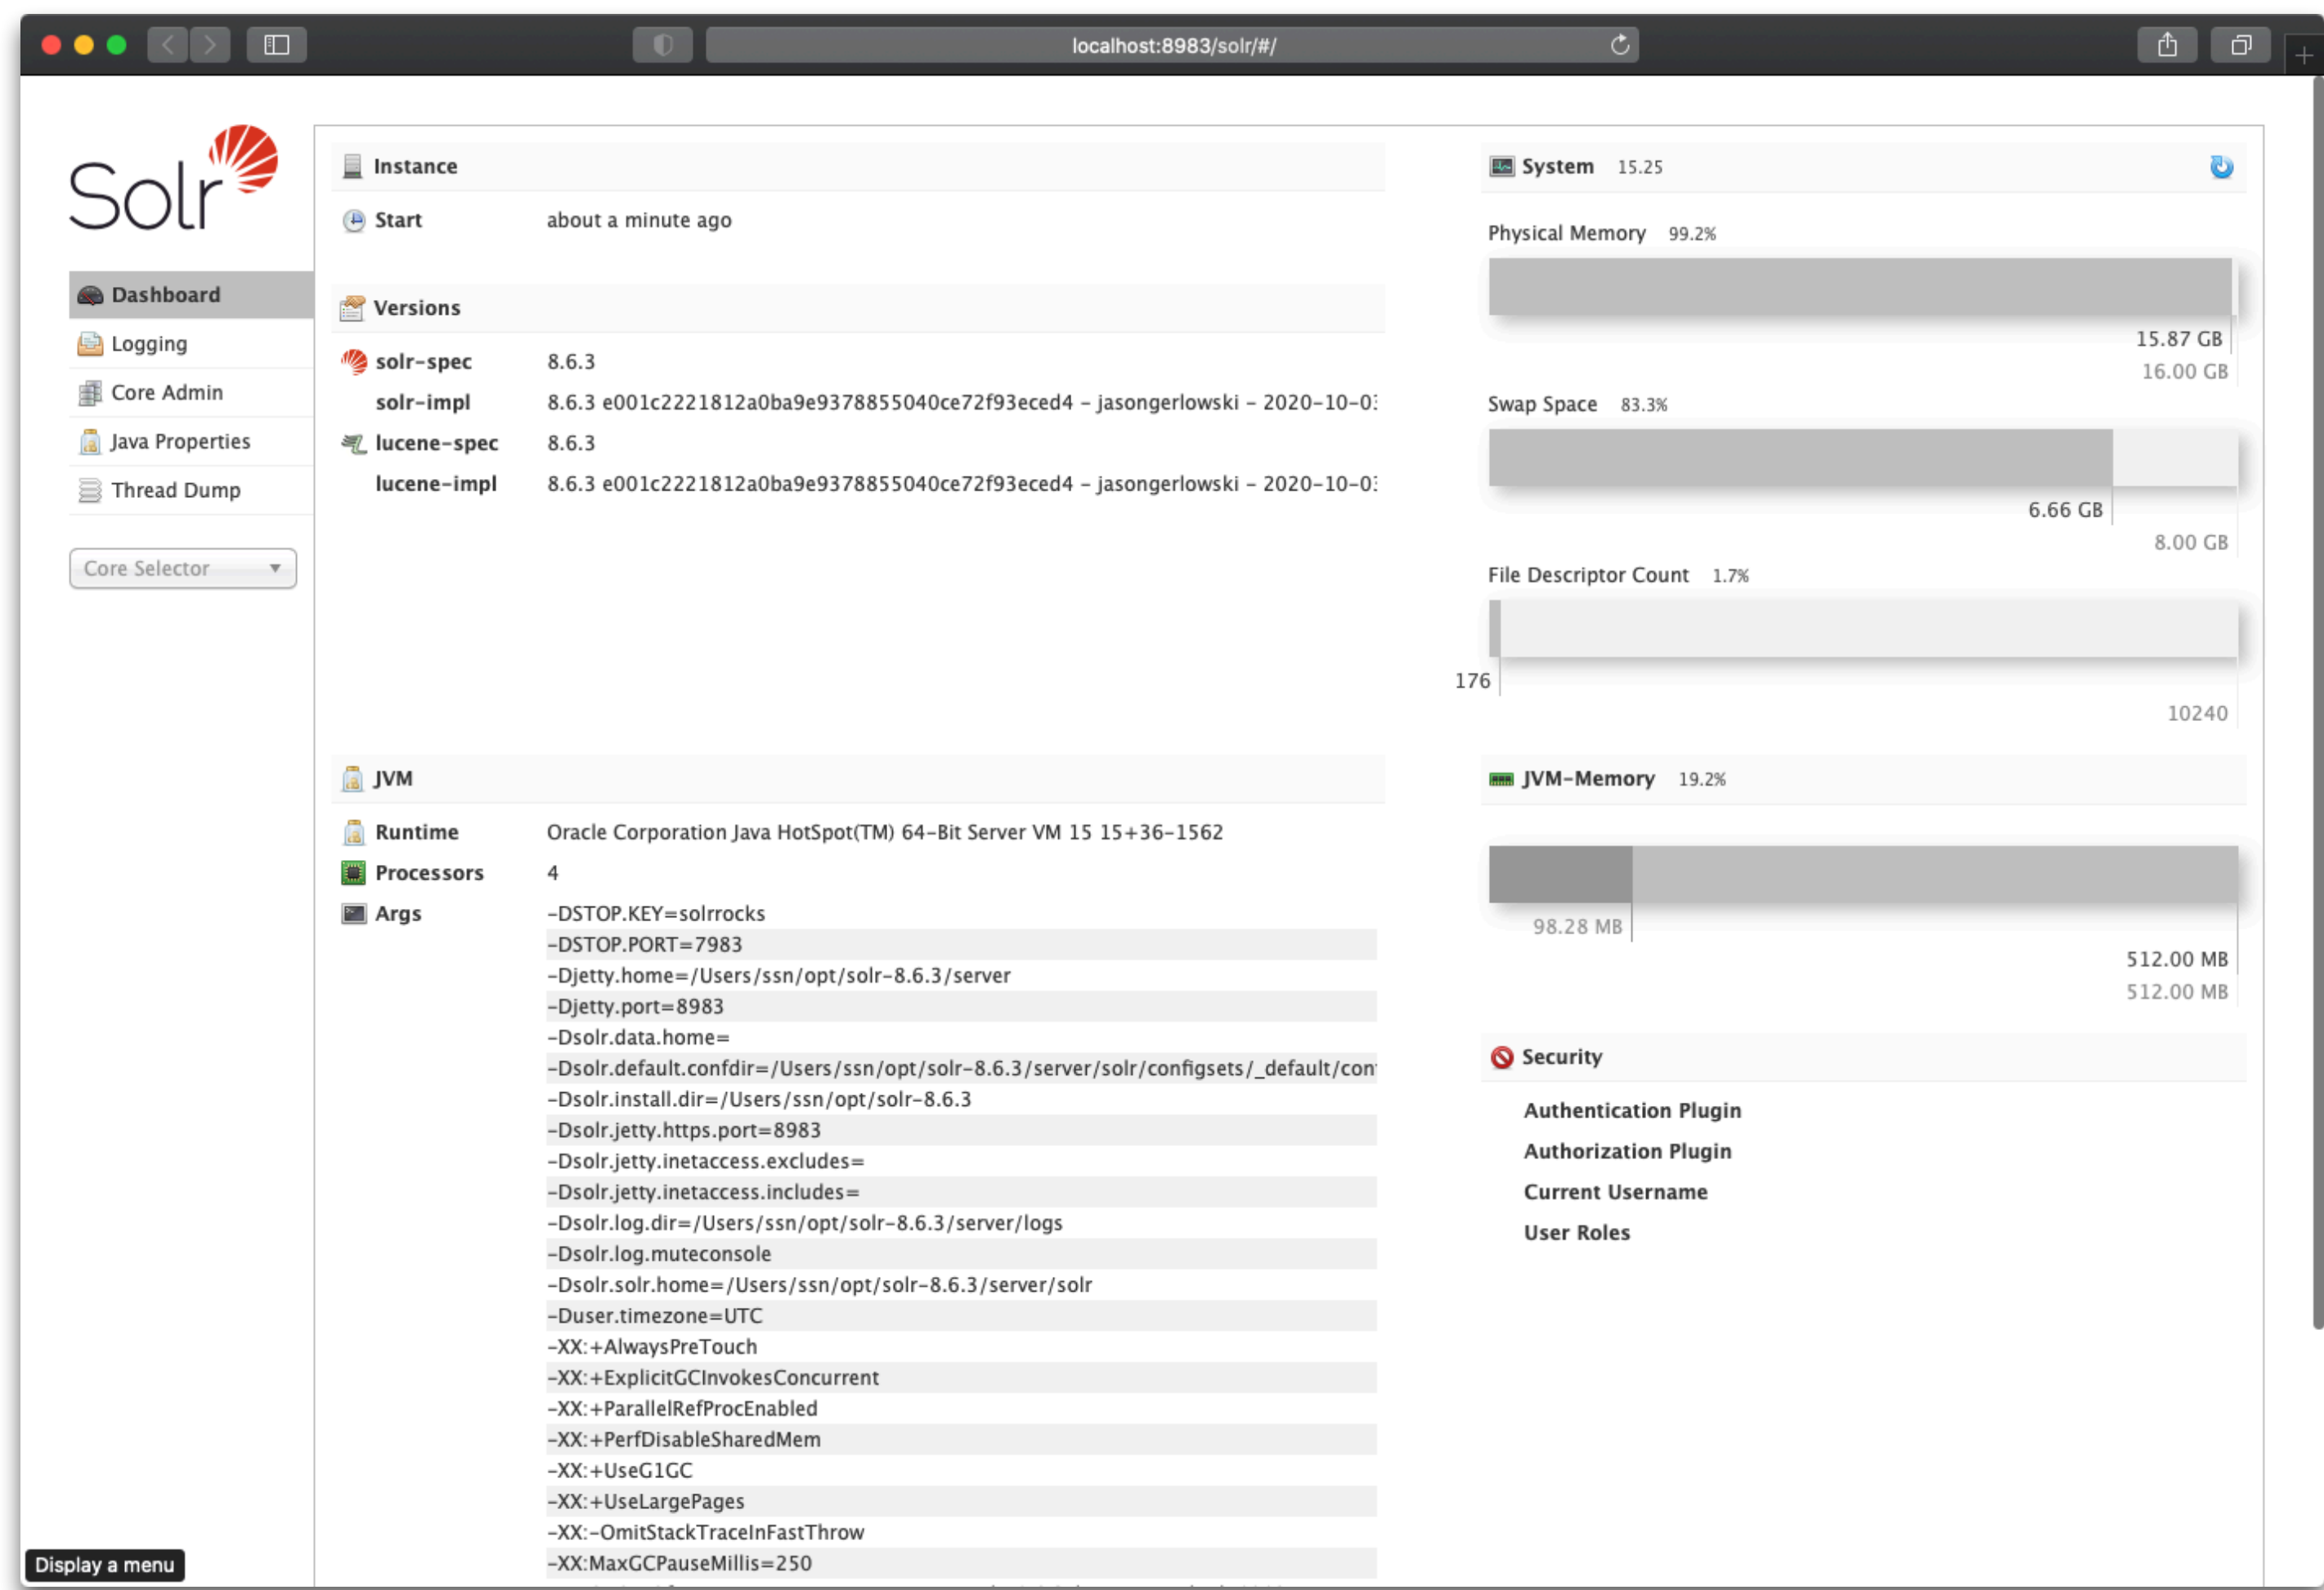 localhost:8983/solr/#/
Solr
Dashboard
Logging
Core Admin
Java Properties
Thread Dump
Core Selector
Instance
Start about a minute ago
Versions
solr-spec 8.6.3
solr-impl 8.6.3 e001c2221812a0ba9e9378855040ce72f93eced4 - jasongerlowski - 2020-10-03
lucene-spec 8.6.3
lucene-impl 8.6.3 e001c2221812a0ba9e9378855040ce72f93eced4 - jasongerlowski - 2020-10-03
System 15.25
Physical Memory 99.2%
15.87 GB
16.00 GB
Swap Space 83.3%
6.66 GB
8.00 GB
File Descriptor Count 1.7%
176
10240
JVM
Runtime Oracle Corporation Java HotSpot(TM) 64-Bit Server VM 15 15+36-1562
Processors 4
Args -DSTOP.KEY=solrrocks
-DSTOP.PORT=7983
-Djetty.home=/Users/ssn/opt/solr-8.6.3/server
-Djetty.port=8983
-Dsolr.data.home=
-Dsolr.default.confdir=/Users/ssn/opt/solr-8.6.3/server/solr/configsets/_default/con
-Dsolr.install.dir=/Users/ssn/opt/solr-8.6.3
-Dsolr.jetty.https.port=8983
-Dsolr.jetty.inetaccess.excludes=
-Dsolr.jetty.inetaccess.includes=
-Dsolr.log.dir=/Users/ssn/opt/solr-8.6.3/server/logs
-Dsolr.log.muteconsole
-Dsolr.solr.home=/Users/ssn/opt/solr-8.6.3/server/solr
-Duser.timezone=UTC
-XX:+AlwaysPreTouch
-XX:+ExplicitGCInvokesConcurrent
-XX:+ParallelRefProcEnabled
-XX:+PerfDisableSharedMem
-XX:+UseG1GC
-XX:+UseLargePages
-XX:-OmitStackTraceInFastThrow
-XX:MaxGCPauseMillis=250
JVM-Memory 19.2%
98.28 MB
512.00 MB
512.00 MB
Security
Authentication Plugin
Authorization Plugin
Current Username
User Roles
Display a menu